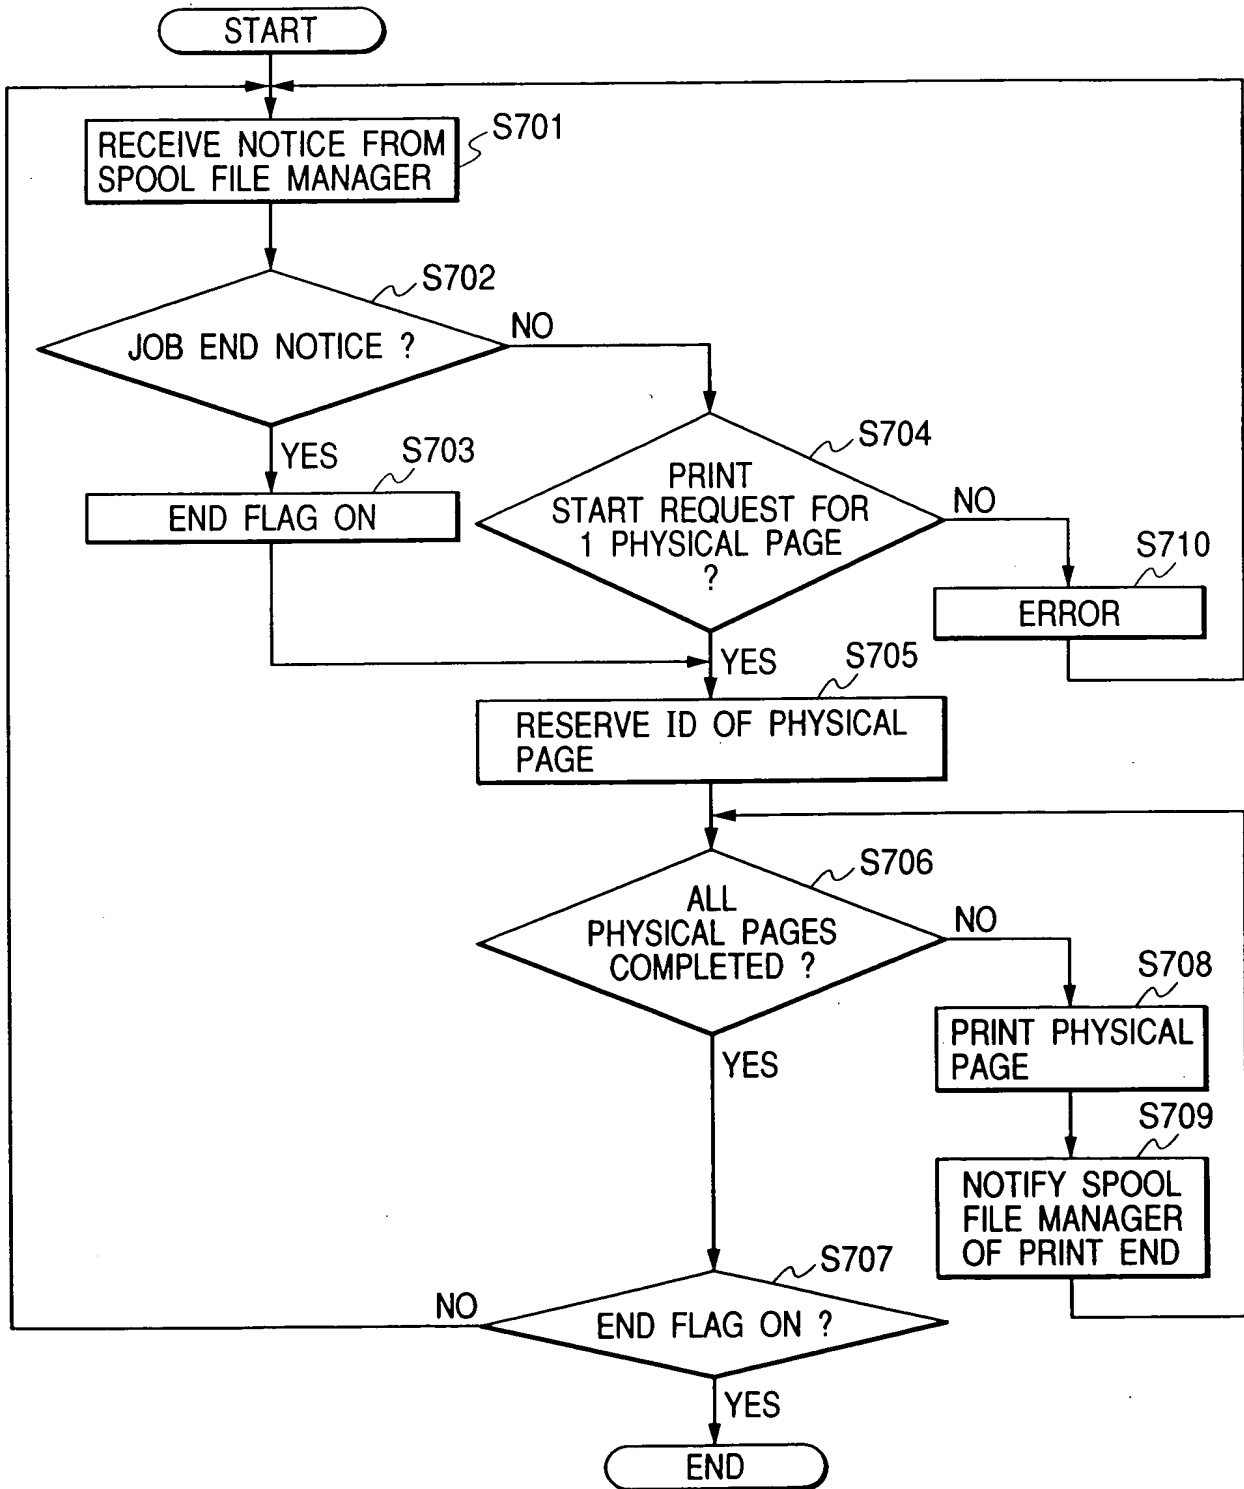 START
RECEIVE NOTICE FROM
SPOOL FILE MANAGER
S701
JOB END NOTICE ?
S702
NO
YES
S703
END FLAG ON
S704
PRINT
START REQUEST FOR
1 PHYSICAL PAGE
?
NO
S710
ERROR
YES
S705
RESERVE ID OF PHYSICAL
PAGE
S706
ALL
PHYSICAL PAGES
COMPLETED ?
NO
S708
PRINT PHYSICAL
PAGE
YES
S709
NOTIFY SPOOL
FILE MANAGER
OF PRINT END
S707
NO
END FLAG ON ?
YES
END